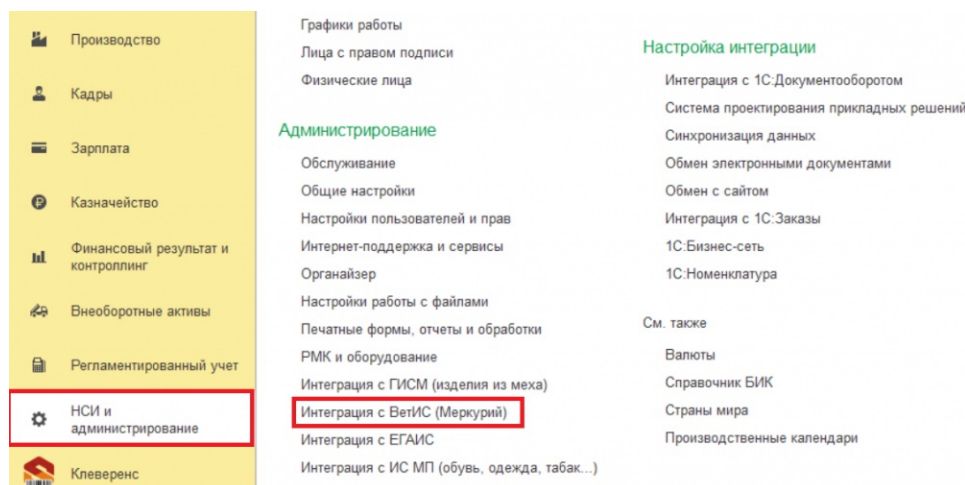 Производство
Кадры
Зарплата
Казначейство
Финансовый результат и
контроллинг
Внеоборотные активы
Регламентированный учет
НСИ и
администрирование
Клеверенс
Графики работы
Лица с правом подписи
Физические лица
Администрирование
Обслуживание
Общие настройки
Настройки пользователей и прав
Интернет-поддержка и сервисы
Органайзер
Настройки работы с файлами
Печатные формы, отчеты и обработки
РМК и оборудование
Интеграция с ГИСМ (изделия из меха)
Интеграция с ВетИС (Меркурий)
Интеграция с ЕГАИС
Интеграция с ИС МП (обувь, одежда, табак...)
Настройка интеграции
Интеграция с 1С:Документооборотом
Система проектирования прикладных решений
Синхронизация данных
Обмен электронными документами
Обмен с сайтом
Интеграция с 1С:Заказы
1С:Бизнес-сеть
1С:Номенклатура
См. также
Валюты
Справочник БИК
Страны мира
Производственные календари